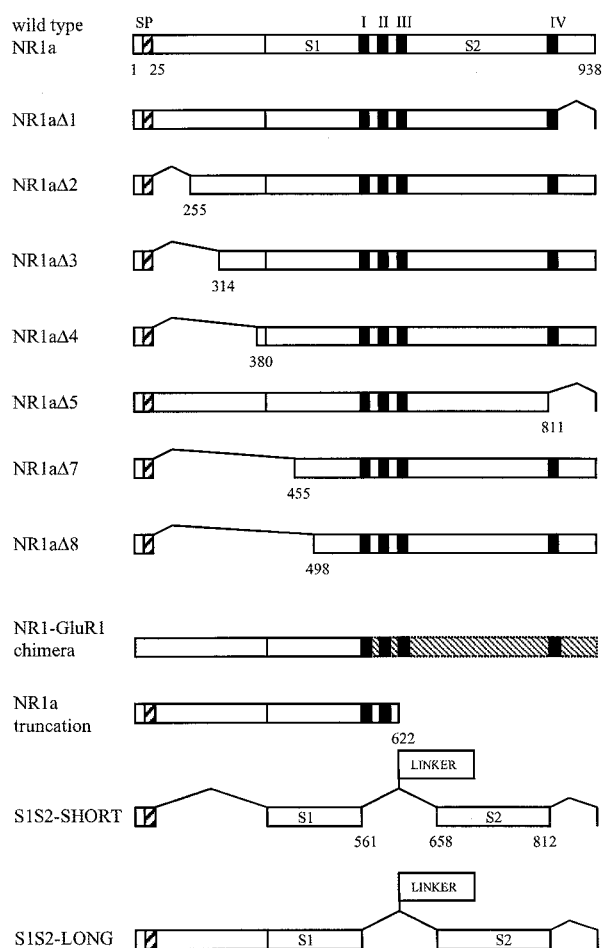 wild type
NR1a
SP
I II III IV
S1 S2
1 25 938
NR1aΔ1
NR1aΔ2
255
NR1aΔ3
314
NR1aΔ4
380
NR1aΔ5
811
NR1aΔ7
455
NR1aΔ8
498
NR1-GluR1
chimera
NR1a
truncation
622
LINKER
S1S2-SHORT
S1 S2
561 658 812
LINKER
S1S2-LONG
S1 S2